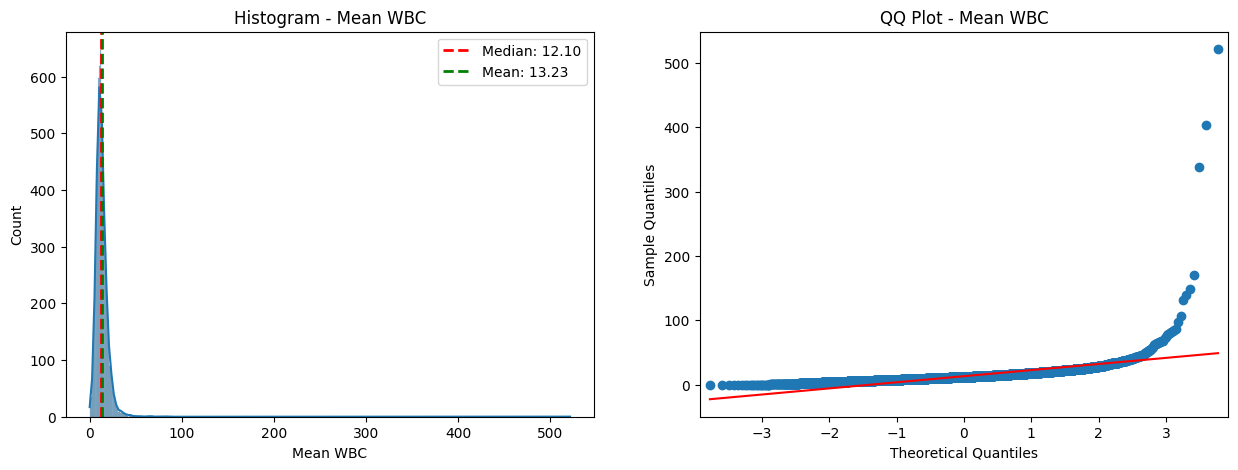 Histogram - Mean WBC
Median: 12.10
Mean: 13.23
Count
600
500
400
300
200
100
0
0 100 200 300 400 500
Mean WBC
QQ Plot - Mean WBC
Sample Quantiles
500
400
300
200
100
0
−3 −2 −1 0 1 2 3
Theoretical Quantiles